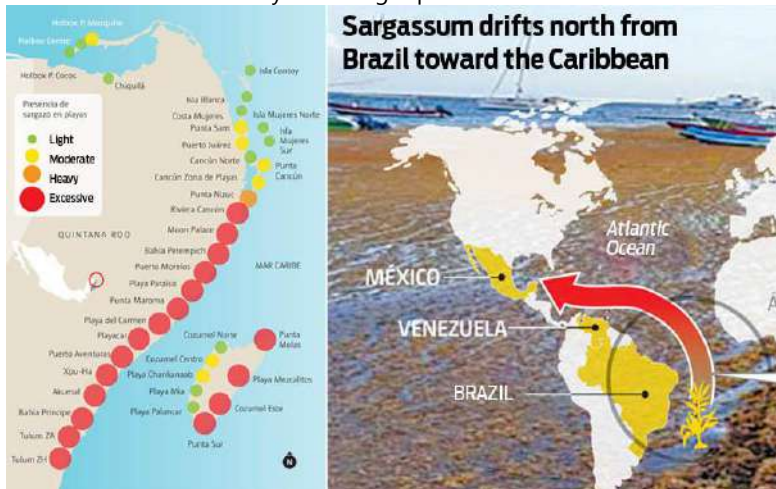 Holbox P. Mosquito
Holbox Centro
Holbox P. Cocos
Chiquilá
Isla Contoy
Isla Blanca
Costa Mujeres
Isla Mujeres Norte
Punta Sam
Isla
Mujeres
Sur
Puerto Juárez
Cancún Norte
Punta
Cancún
Cancún Zona de Playas
Punta Nizuc
Riviera Cancún
Moon Palace
Bahía Petempich
Puerto Morelos
Playa Paraíso
Punta Maroma
Playa del Carmen
Playacar
Puerto Aventuras
Xpu-Ha
Akumal
Bahía Príncipe
Tulum ZA
Tulum ZH
Presencia de
sargazo en playas
Light
Moderate
Heavy
Excessive
QUINTANA ROO
MAR CARIBE
Cozumel Norte
Punta
Molas
Cozumel Centro
Playa Chankanaab
Playa Mía
Playa Mezcalitos
Playa Palancar
Cozumel Este
Punta Sur
N
Sargassum drifts north from
Brazil toward the Caribbean
Atlantic
Ocean
MÉXICO
VENEZUELA
BRAZIL